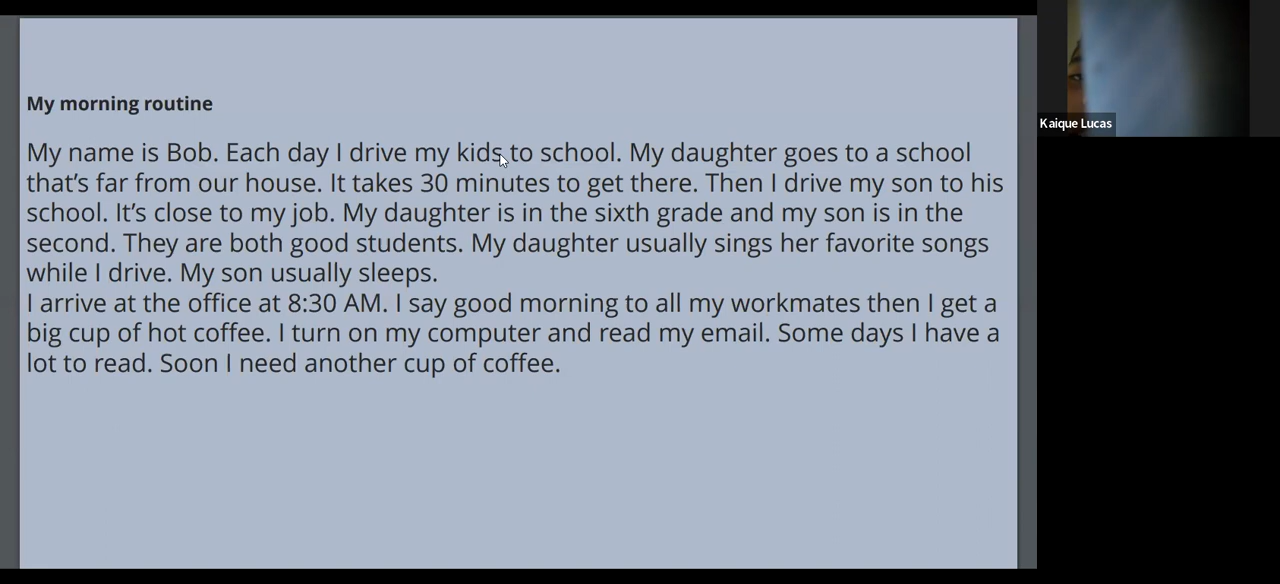 My morning routine
My name is Bob. Each day I drive my kids to school. My daughter goes to a school
that's far from our house. It takes 30 minutes to get there. Then I drive my son to his
school. It's close to my job. My daughter is in the sixth grade and my son is in the
second. They are both good students. My daughter usually sings her favorite songs
while I drive. My son usually sleeps.
I arrive at the office at 8:30 AM. I say good morning to all my workmates then I get a
big cup of hot coffee. I turn on my computer and read my email. Some days I have a
lot to read. Soon I need another cup of coffee.
Kaique Lucas